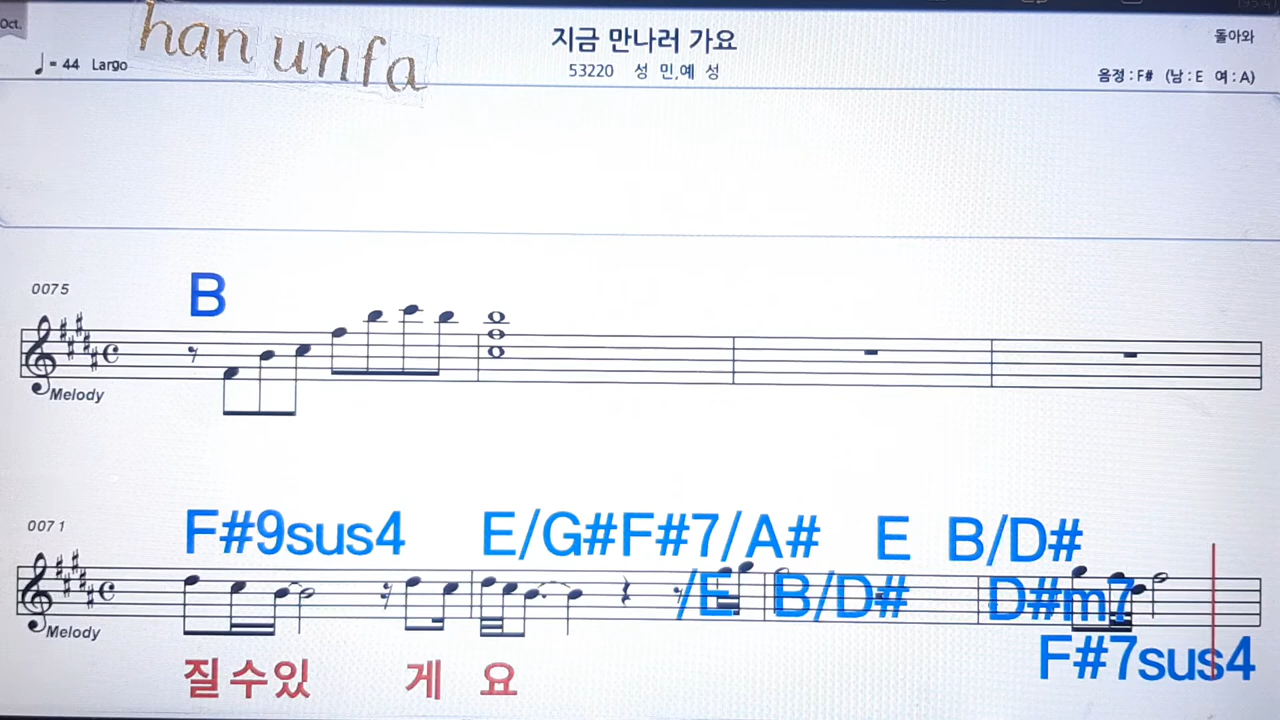 Oct.
han unfa
♩= 44 Largo
지금 만나러 가요
53220 성 민,예 성
돌아와
음정 : F# (남 : E 여 : A)
0075
B
Melody
0071
F#9sus4 E/G# F#7/A# E B/D#
/E B/D# D#m7
Melody
F#7sus4
질 수 있 게 요